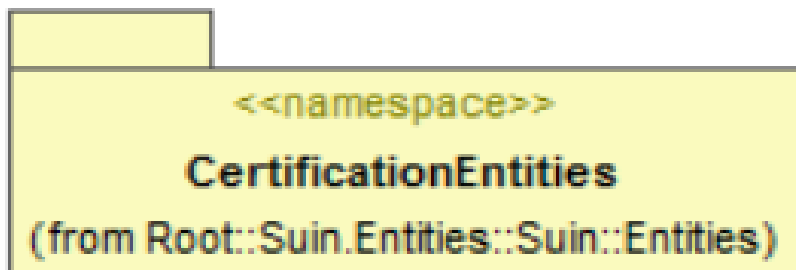 <<namespace>>
CertificationEntities
(from Root::Suin.Entities::Suin::Entities)